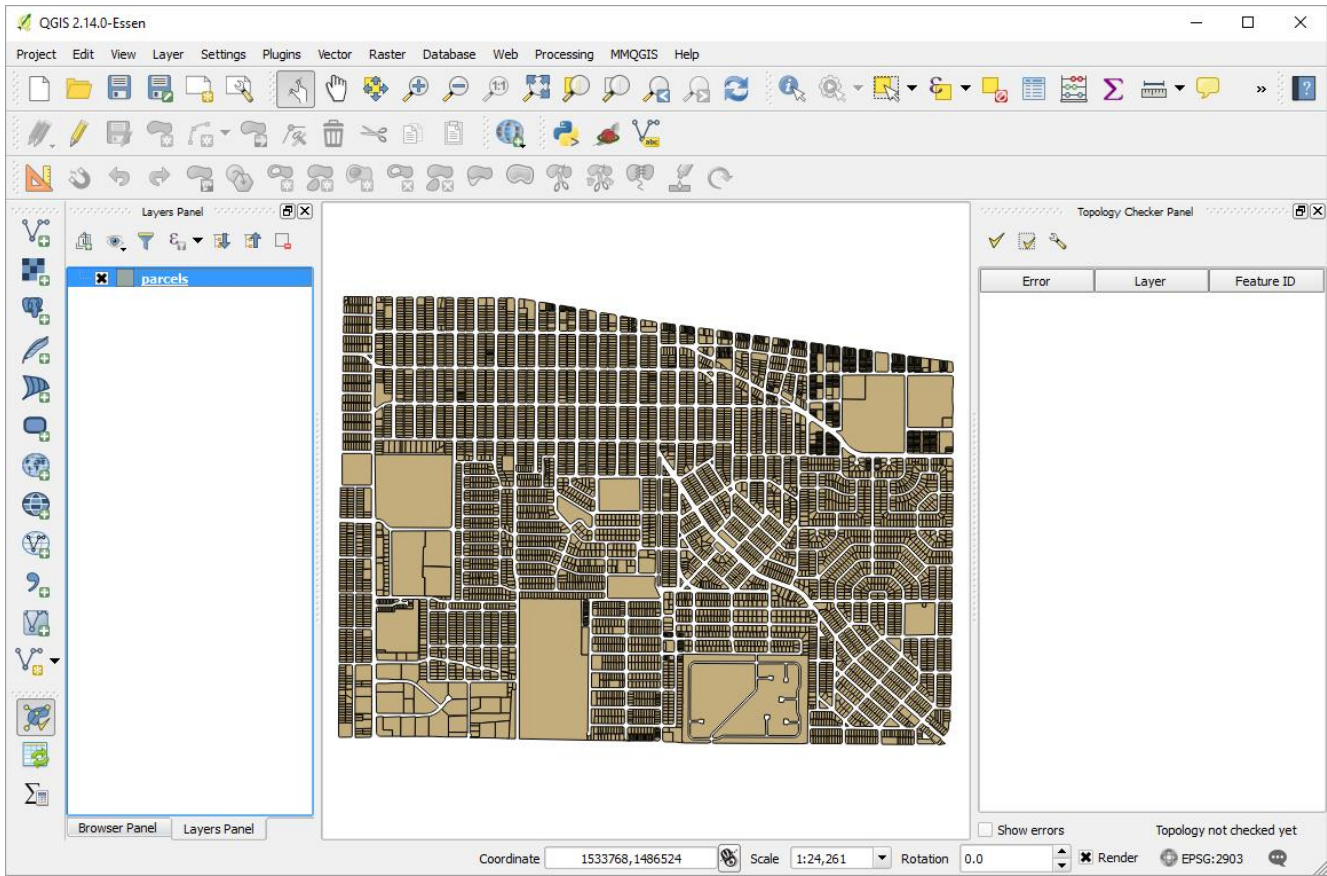 QGIS 2.14.0-Essen
Project Edit View Layer Settings Plugins Vector Raster Database Web Processing MMQGIS Help
Layers Panel
parcels
Browser Panel Layers Panel
Topology Checker Panel
Error Layer Feature ID
Show errors Topology not checked yet
Coordinate 1533768,1486524 Scale 1:24,261 Rotation 0.0 Render EPSG:2903